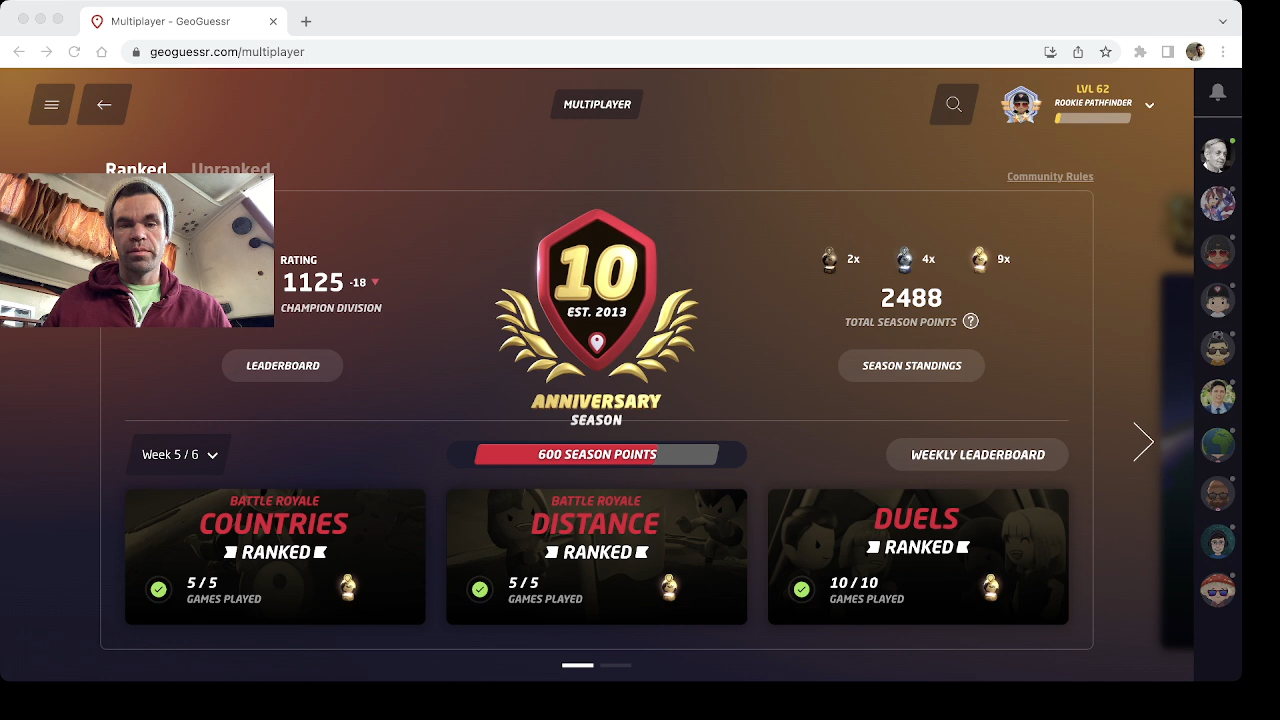 Multiplayer - GeoGuessr
geoguessr.com/multiplayer
MULTIPLAYER
LVL 62
ROOKIE PATHFINDER
Ranked
Unranked
Community Rules
RATING
1125 -18
CHAMPION DIVISION
LEADERBOARD
10
EST. 2013
ANNIVERSARY
SEASON
2x
4x
9x
2488
TOTAL SEASON POINTS ?
SEASON STANDINGS
Week 5 / 6
600 SEASON POINTS
WEEKLY LEADERBOARD
BATTLE ROYALE
COUNTRIES
RANKED
5 / 5
GAMES PLAYED
BATTLE ROYALE
DISTANCE
RANKED
5 / 5
GAMES PLAYED
DUELS
RANKED
10 / 10
GAMES PLAYED